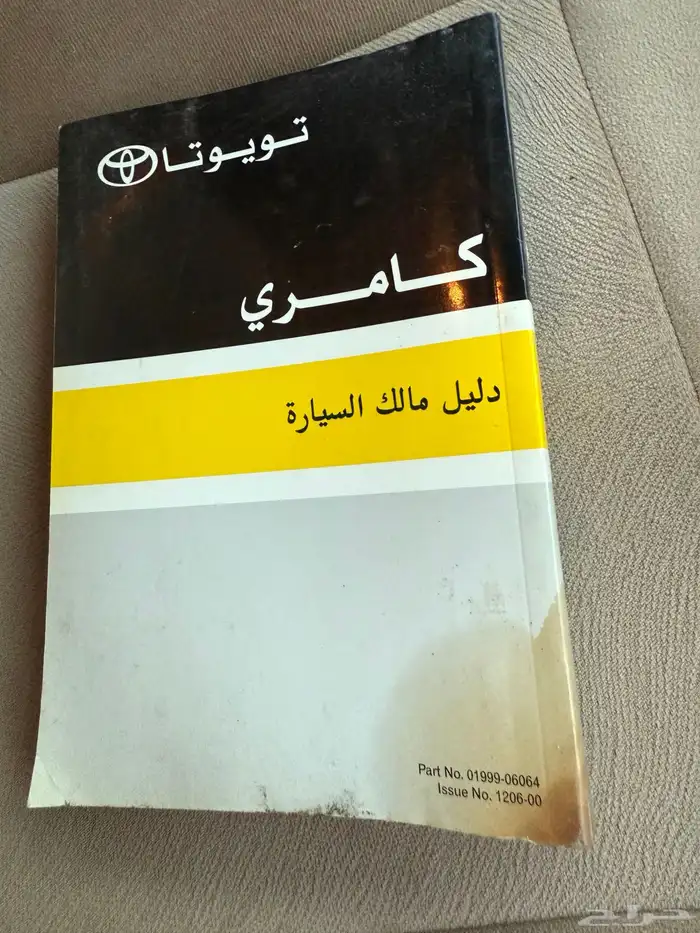 تويوتا
كامري
دليل مالك السيارة
Part No. 01999-06064
Issue No. 1206-00
حراج